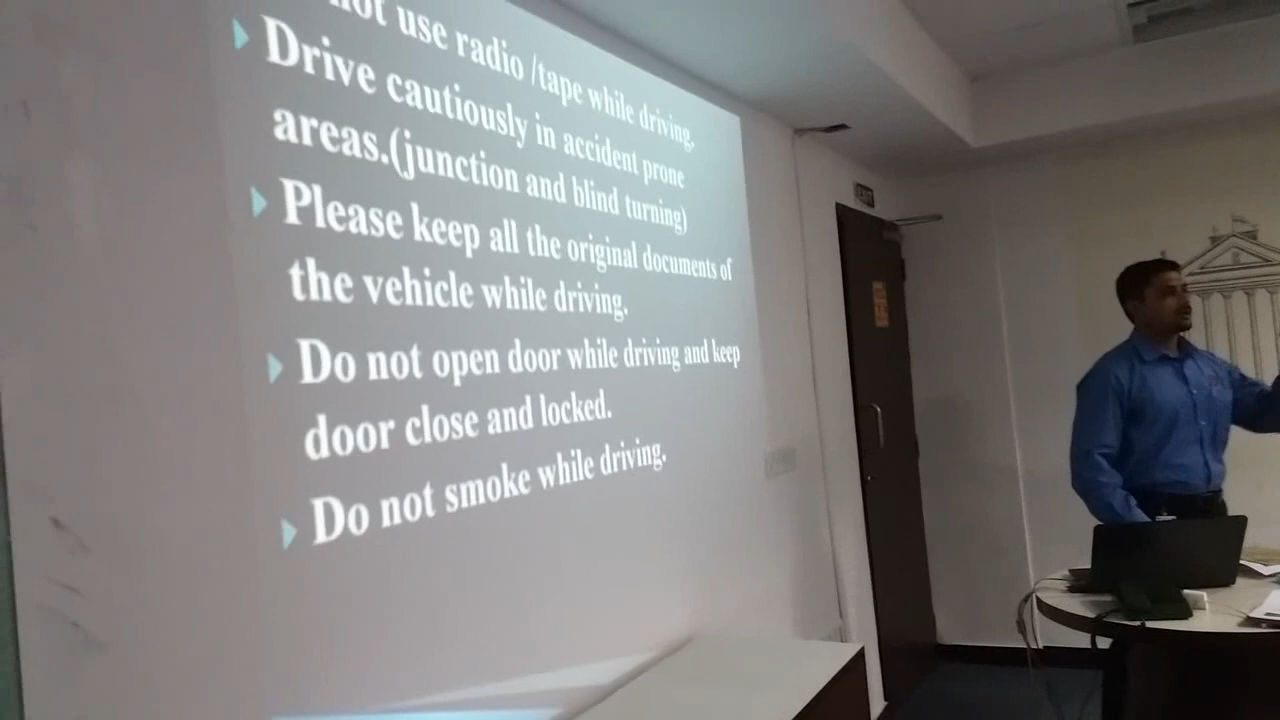 not use radio /tape while driving.
Drive cautiously in accident prone
areas.(junction and blind turning)
Please keep all the original documents of
the vehicle while driving.
Do not open door while driving and keep
door close and locked.
Do not smoke while driving.
EXIT